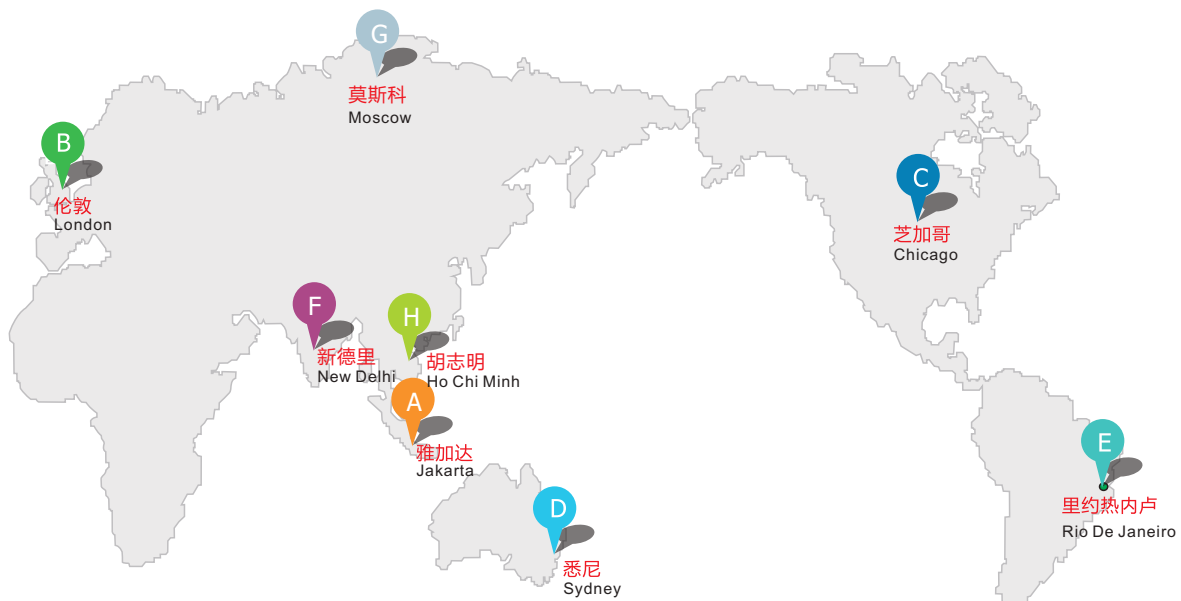 G
莫斯科
Moscow
B
伦敦
London
C
芝加哥
Chicago
F
新德里
New Delhi
H
胡志明
Ho Chi Minh
A
雅加达
Jakarta
E
里约热内卢
Rio De Janeiro
D
悉尼
Sydney